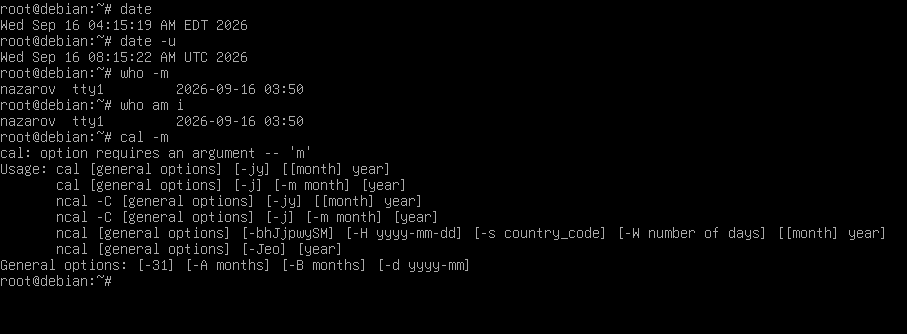 root@debian:~# date
Wed Sep 16 04:15:19 AM EDT 2026
root@debian:~# date -u
Wed Sep 16 08:15:22 AM UTC 2026
root@debian:~# who -m
nazarov  tty1         2026-09-16 03:50
root@debian:~# who am i
nazarov  tty1         2026-09-16 03:50
root@debian:~# cal -m
cal: option requires an argument -- 'm'
Usage: cal [general options] [-jy] [[month] year]
       cal [general options] [-j] [-m month] [year]
       ncal -C [general options] [-jy] [[month] year]
       ncal -C [general options] [-j] [-m month] [year]
       ncal [general options] [-bhJjpwySM] [-H yyyy-mm-dd] [-s country_code] [-W number of days] [[month] year]
       ncal [general options] [-Jeo] [year]
General options: [-31] [-A months] [-B months] [-d yyyy-mm]
root@debian:~#